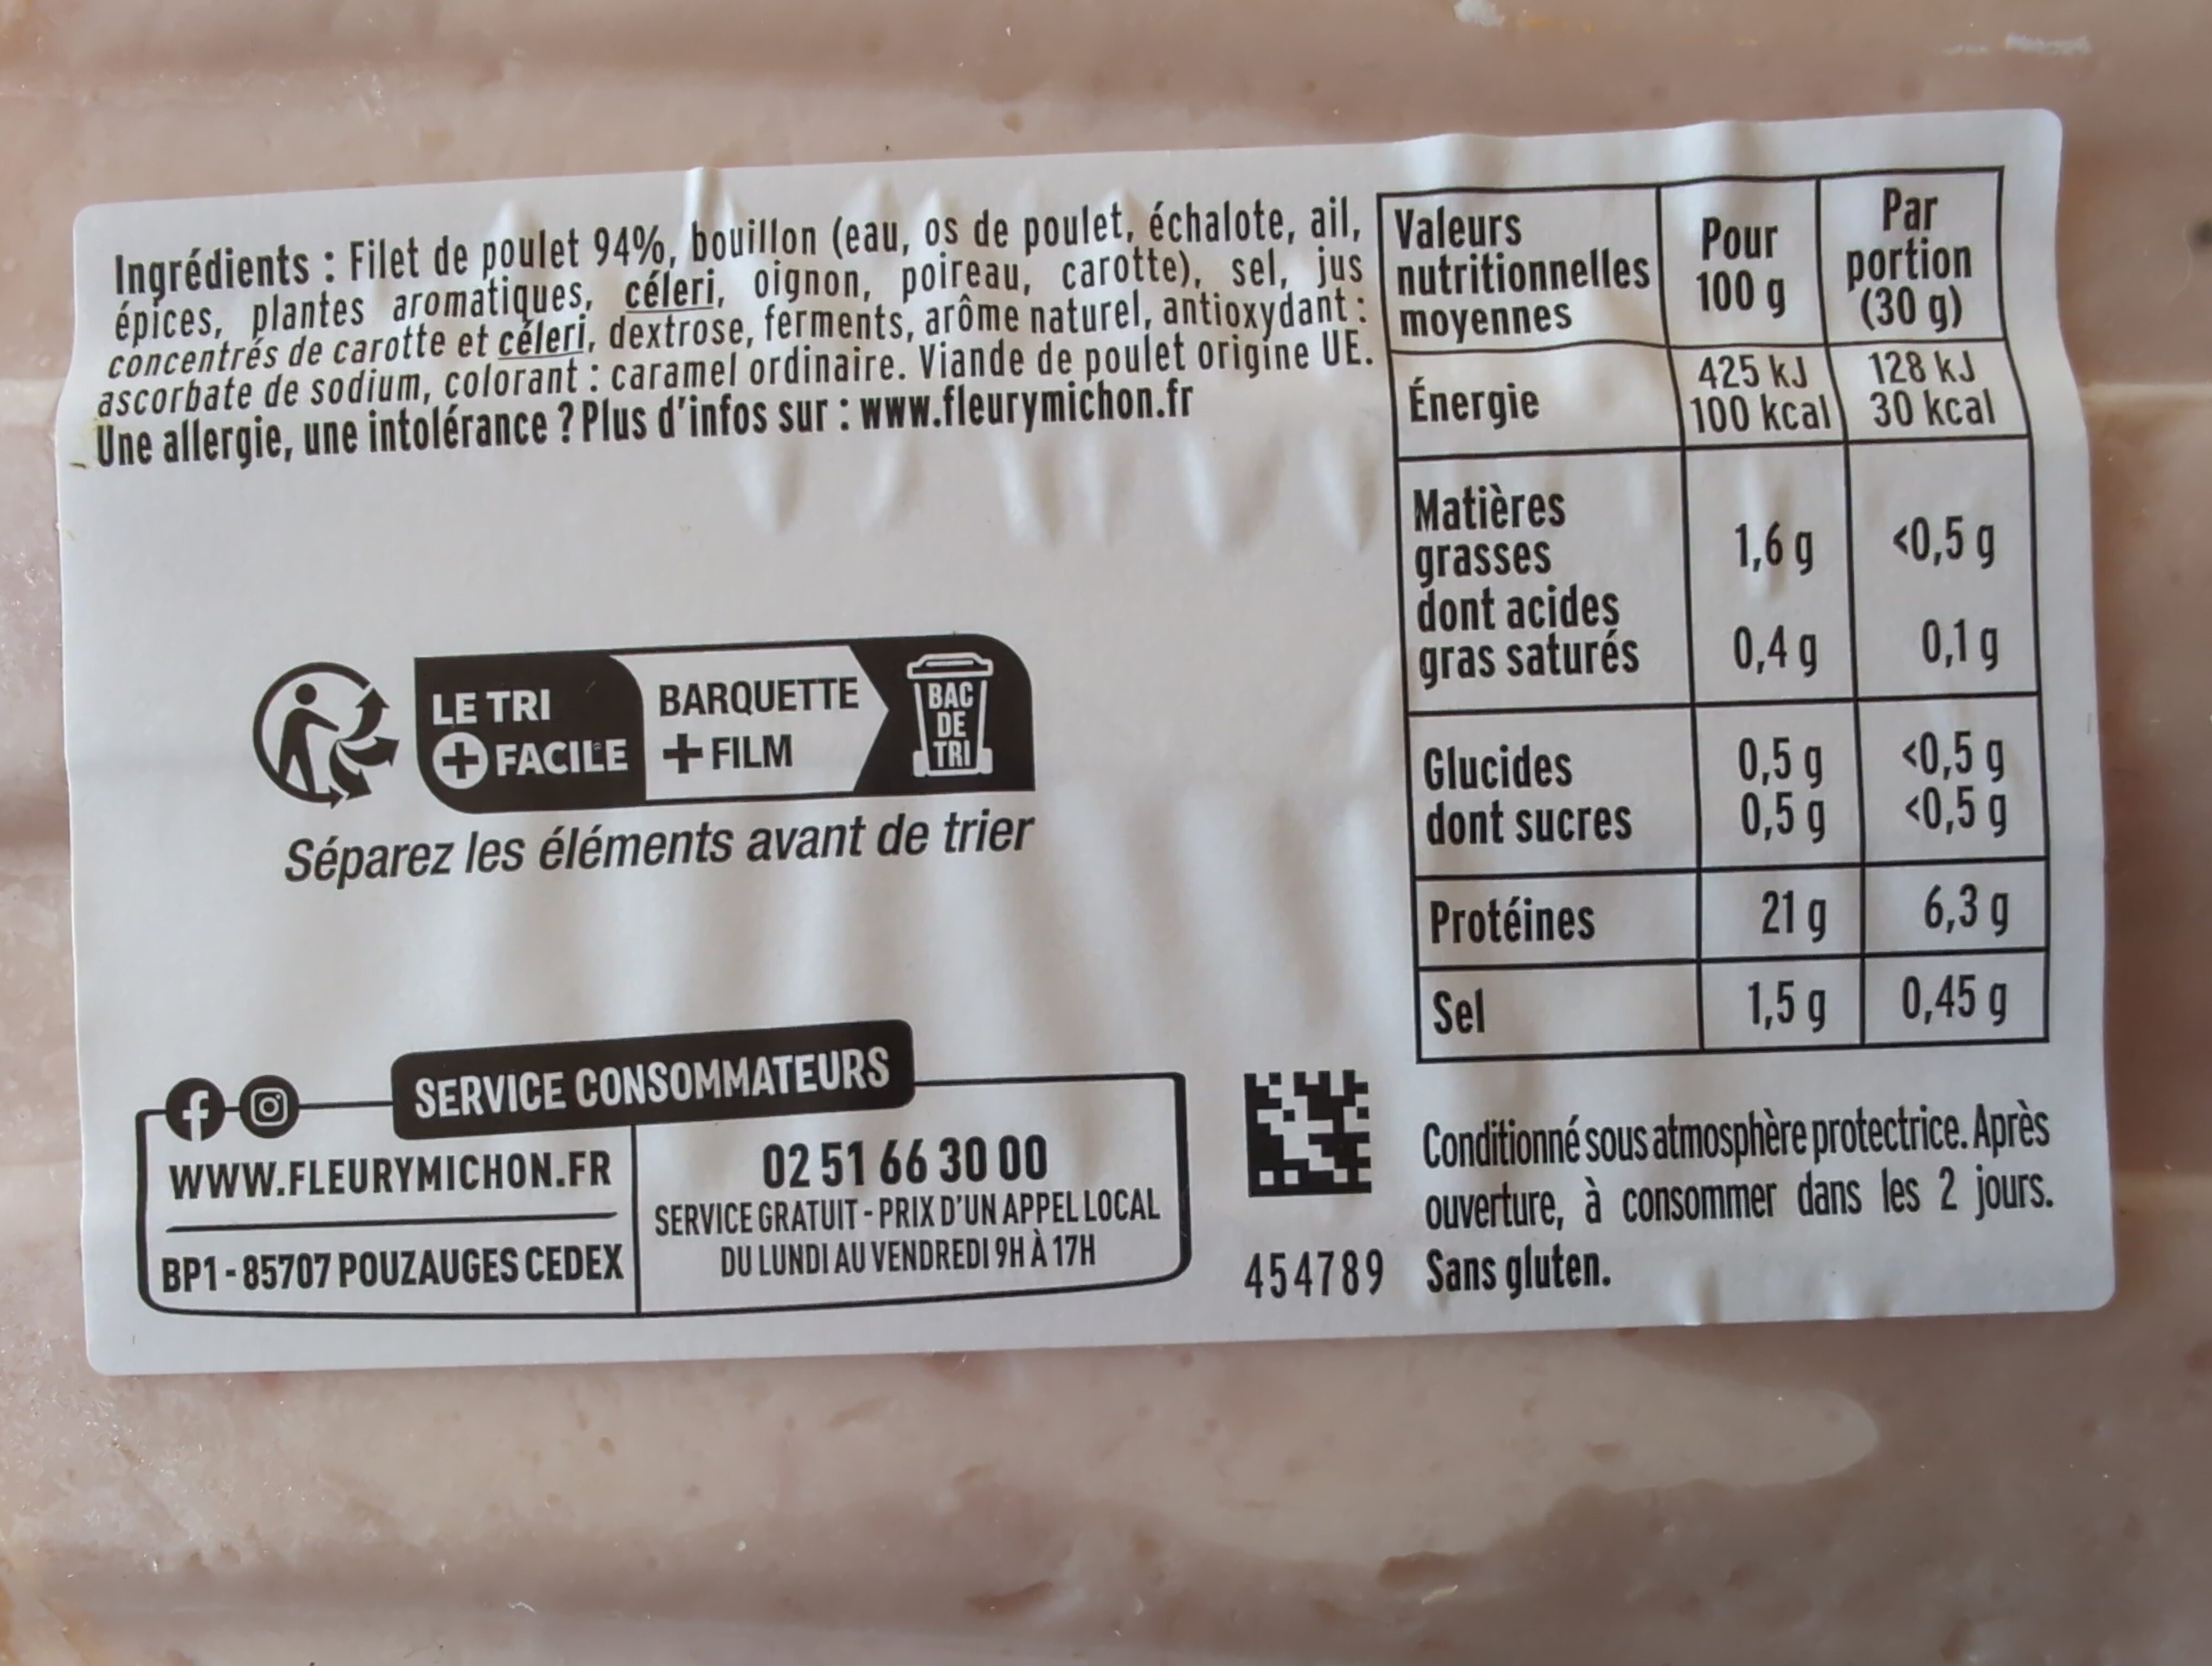 Ingrédients : Filet de poulet 94%, bouillon (eau, os de poulet, échalote, ail,
épices, plantes aromatiques, céleri, oignon, poireau, carotte), sel, jus
concentrés de carotte et céleri, dextrose, ferments, arôme naturel, antioxydant :
ascorbate de sodium, colorant : caramel ordinaire. Viande de poulet origine UE.
Une allergie, une intolérance ? Plus d'infos sur : www.fleurymichon.fr
LE TRI
+ FACILE
BARQUETTE
+ FILM
BAC
DE
TRI
Séparez les éléments avant de trier
SERVICE CONSOMMATEURS
WWW.FLEURYMICHON.FR
BP1 - 85707 POUZAUGES CEDEX
02 51 66 30 00
SERVICE GRATUIT - PRIX D'UN APPEL LOCAL
DU LUNDI AU VENDREDI 9H À 17H
454789
Valeurs nutritionnelles moyennes | Pour 100 g | Par portion (30 g)
Énergie | 425 kJ 100 kcal | 128 kJ 30 kcal
Matières grasses | 1,6 g | <0,5 g
dont acides gras saturés | 0,4 g | 0,1 g
Glucides | 0,5 g | <0,5 g
dont sucres | 0,5 g | <0,5 g
Protéines | 21 g | 6,3 g
Sel | 1,5 g | 0,45 g
Conditionné sous atmosphère protectrice. Après
ouverture, à consommer dans les 2 jours.
Sans gluten.